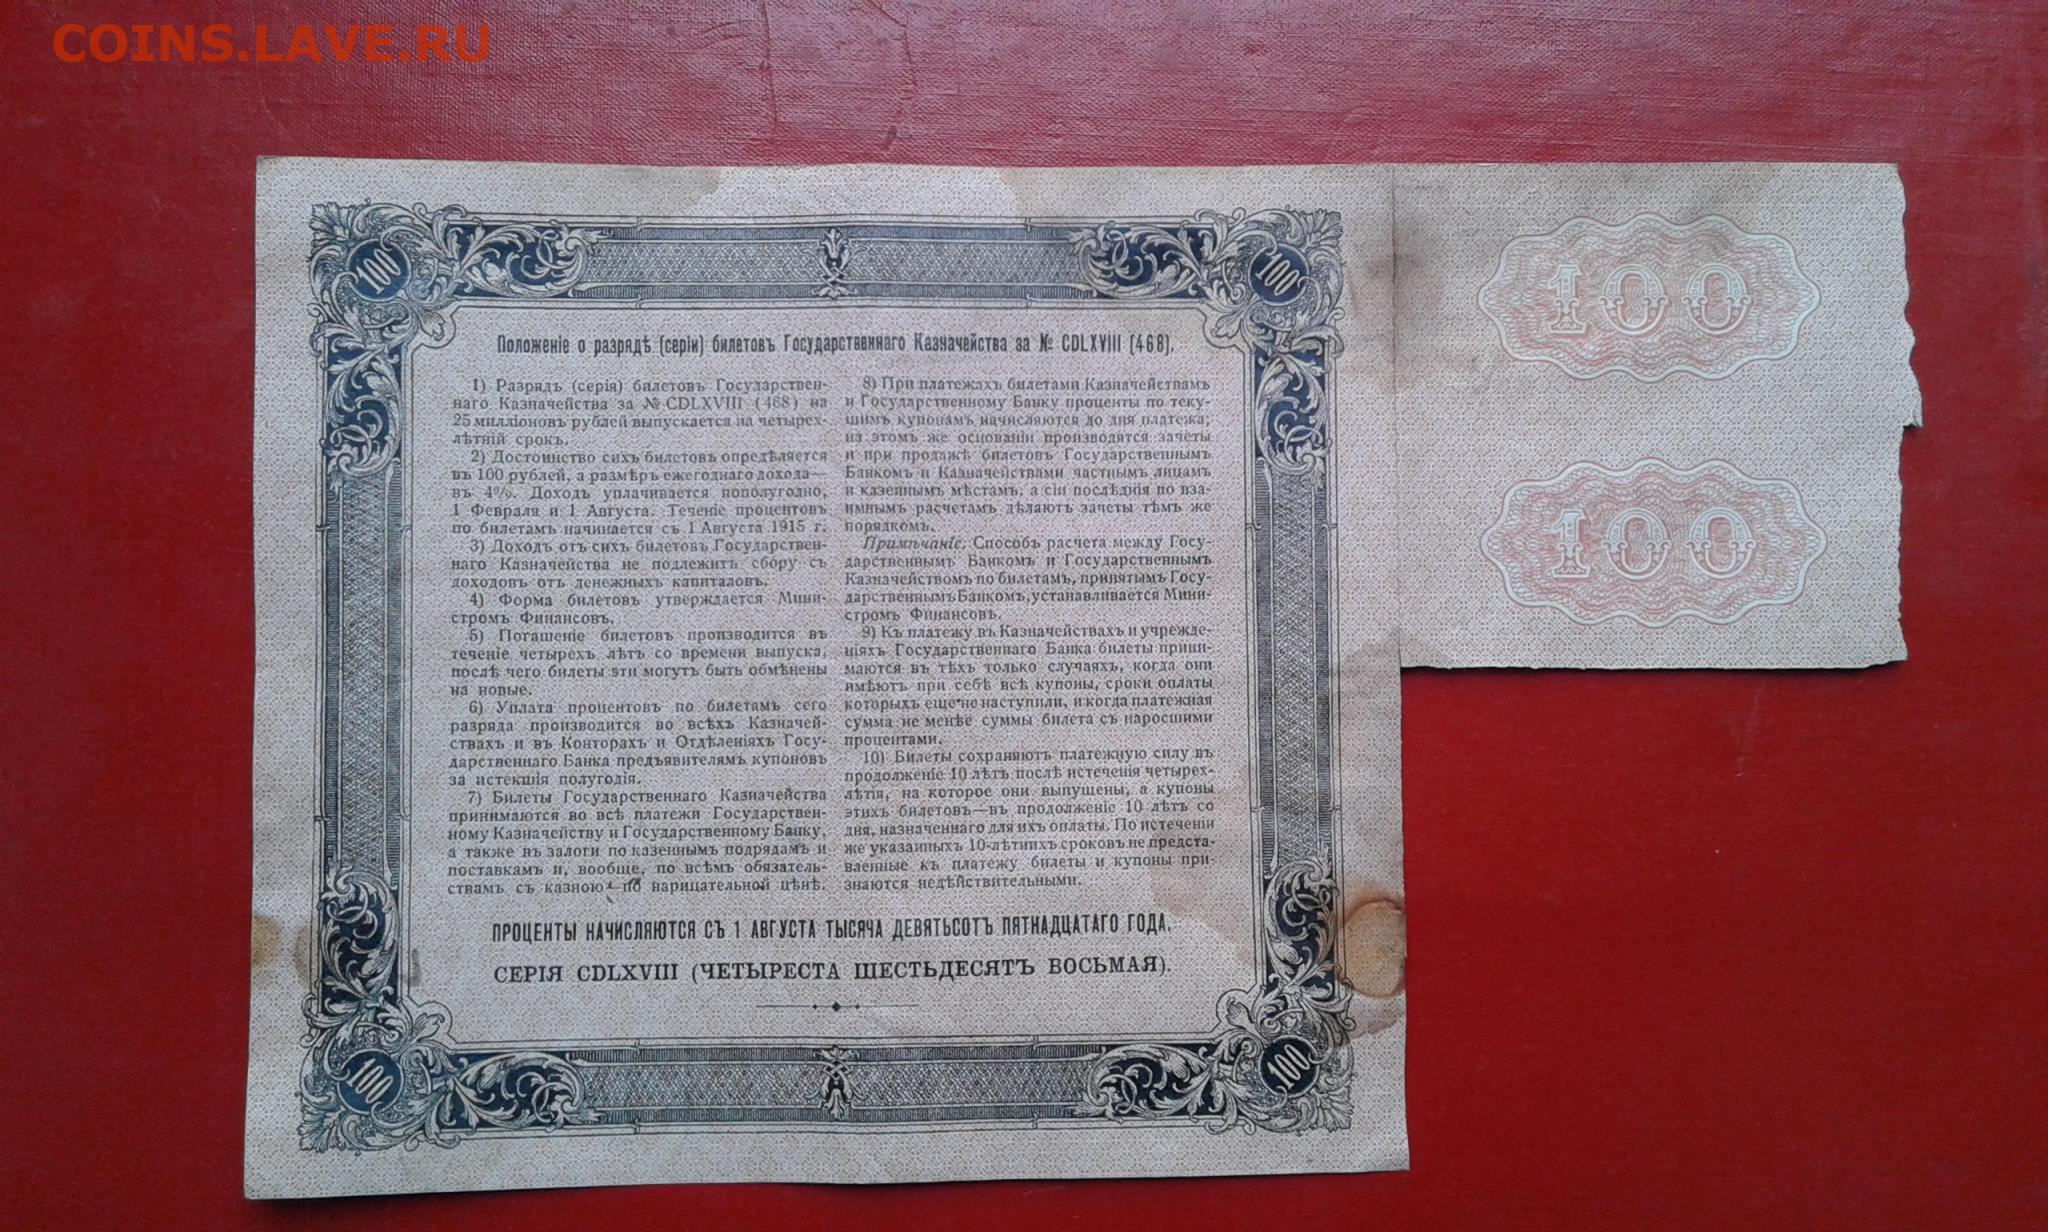 COINS.LAVE.RU
100
100
Положеніе о разрядѣ (серіи) билетовъ Государственнаго Казначейства за № CDLXVIII (468).
1) Разрядъ (серія) билетовъ Государствен-
наго Казначейства за № CDLXVIII (468) на
25 милліоновъ рублей выпускается на четырех-
лѣтній срокъ.
2) Достоинство сихъ билетовъ опредѣляется
въ 100 рублей, а размѣръ ежегоднаго дохода—
въ 4%. Доходъ уплачивается пополугодно,
1 Февраля и 1 Августа. Теченіе процентовъ
по билетамъ начинается съ 1 Августа 1915 г.
3) Доходъ отъ сихъ билетовъ Государствен-
наго Казначейства не подлежитъ сбору съ
доходовъ отъ денежныхъ капиталовъ.
4) Форма билетовъ утверждается Мини-
стромъ Финансовъ.
5) Погашеніе билетовъ производится въ
теченіе четырехъ лѣтъ со времени выпуска,
послѣ чего билеты эти могутъ быть обмѣнены
на новые.
6) Уплата процентовъ по билетамъ сего
разряда производится во всѣхъ Казначей-
ствахъ и въ Конторахъ и Отдѣленіяхъ Госу-
дарственнаго Банка предъявителямъ купоновъ
за истекшія полугодія.
7) Билеты Государственнаго Казначейства
принимаются во всѣ платежи Государствен-
ному Казначейству и Государственному Банку,
а также въ залоги по казеннымъ подрядамъ и
поставкамъ и, вообще, по всѣмъ обязатель-
ствамъ съ казною по нарицательной цѣнѣ.
8) При платежахъ билетами Казначействамъ
и Государственному Банку проценты по теку-
щимъ купонамъ начисляются до дня платежа;
на этомъ же основаніи производятся зачеты
и при продажѣ билетовъ Государственнымъ
Банкомъ и Казначействами частнымъ лицамъ
и казеннымъ мѣстамъ, а сіи послѣднія по вза-
имнымъ расчетамъ дѣлаютъ зачеты тѣмъ же
порядкомъ.
Примѣчаніе. Способъ расчета между Госу-
дарственнымъ Банкомъ и Государственнымъ
Казначействомъ по билетамъ, принятымъ Госу-
дарственнымъ Банкомъ, устанавливается Мини-
стромъ Финансовъ.
9) Къ платежу въ Казначействахъ и учрежде-
ніяхъ Государственнаго Банка билеты прини-
маются въ тѣхъ только случаяхъ, когда они
имѣютъ при себѣ всѣ купоны, сроки оплаты
которыхъ еще не наступили, и когда платежная
сумма не менѣе суммы билета съ наросшими
процентами.
10) Билеты сохраняютъ платежную силу въ
продолженіе 10 лѣтъ послѣ истеченія четырех-
лѣтія, на которое они выпущены, а купоны
этихъ билетовъ—въ продолженіе 10 лѣтъ со
дня, назначеннаго для ихъ оплаты. По истеченіи
же указанныхъ 10-лѣтнихъ сроковъ не предста-
вленные къ платежу билеты и купоны при-
знаются недѣйствительными.
ПРОЦЕНТЫ НАЧИСЛЯЮТСЯ СЪ 1 АВГУСТА ТЫСЯЧА ДЕВЯТЬСОТЪ ПЯТНАДЦАТАГО ГОДА.
СЕРІЯ CDLXVIII (ЧЕТЫРЕСТА ШЕСТЬДЕСЯТЪ ВОСЬМАЯ).
100
100
100
100